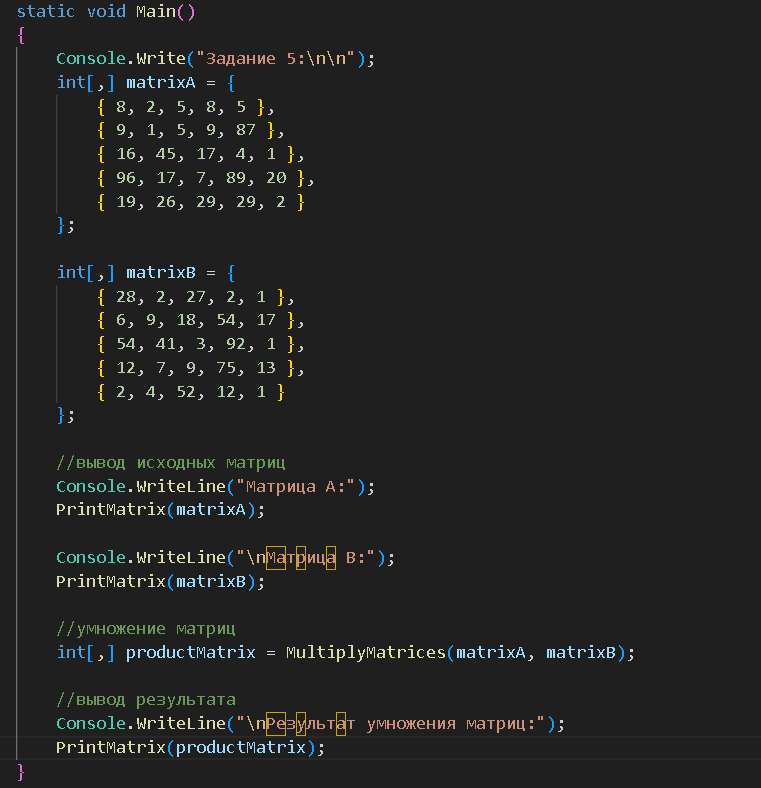 static void Main()
{
    Console.Write("Задание 5:\n\n");
    int[,] matrixA = {
        { 8, 2, 5, 8, 5 },
        { 9, 1, 5, 9, 87 },
        { 16, 45, 17, 4, 1 },
        { 96, 17, 7, 89, 20 },
        { 19, 26, 29, 29, 2 }
    };

    int[,] matrixB = {
        { 28, 2, 27, 2, 1 },
        { 6, 9, 18, 54, 17 },
        { 54, 41, 3, 92, 1 },
        { 12, 7, 9, 75, 13 },
        { 2, 4, 52, 12, 1 }
    };

    //вывод исходных матриц
    Console.WriteLine("Матрица A:");
    PrintMatrix(matrixA);

    Console.WriteLine("\nМатрица B:");
    PrintMatrix(matrixB);

    //умножение матриц
    int[,] productMatrix = MultiplyMatrices(matrixA, matrixB);

    //вывод результата
    Console.WriteLine("\nРезультат умножения матриц:");
    PrintMatrix(productMatrix);
}